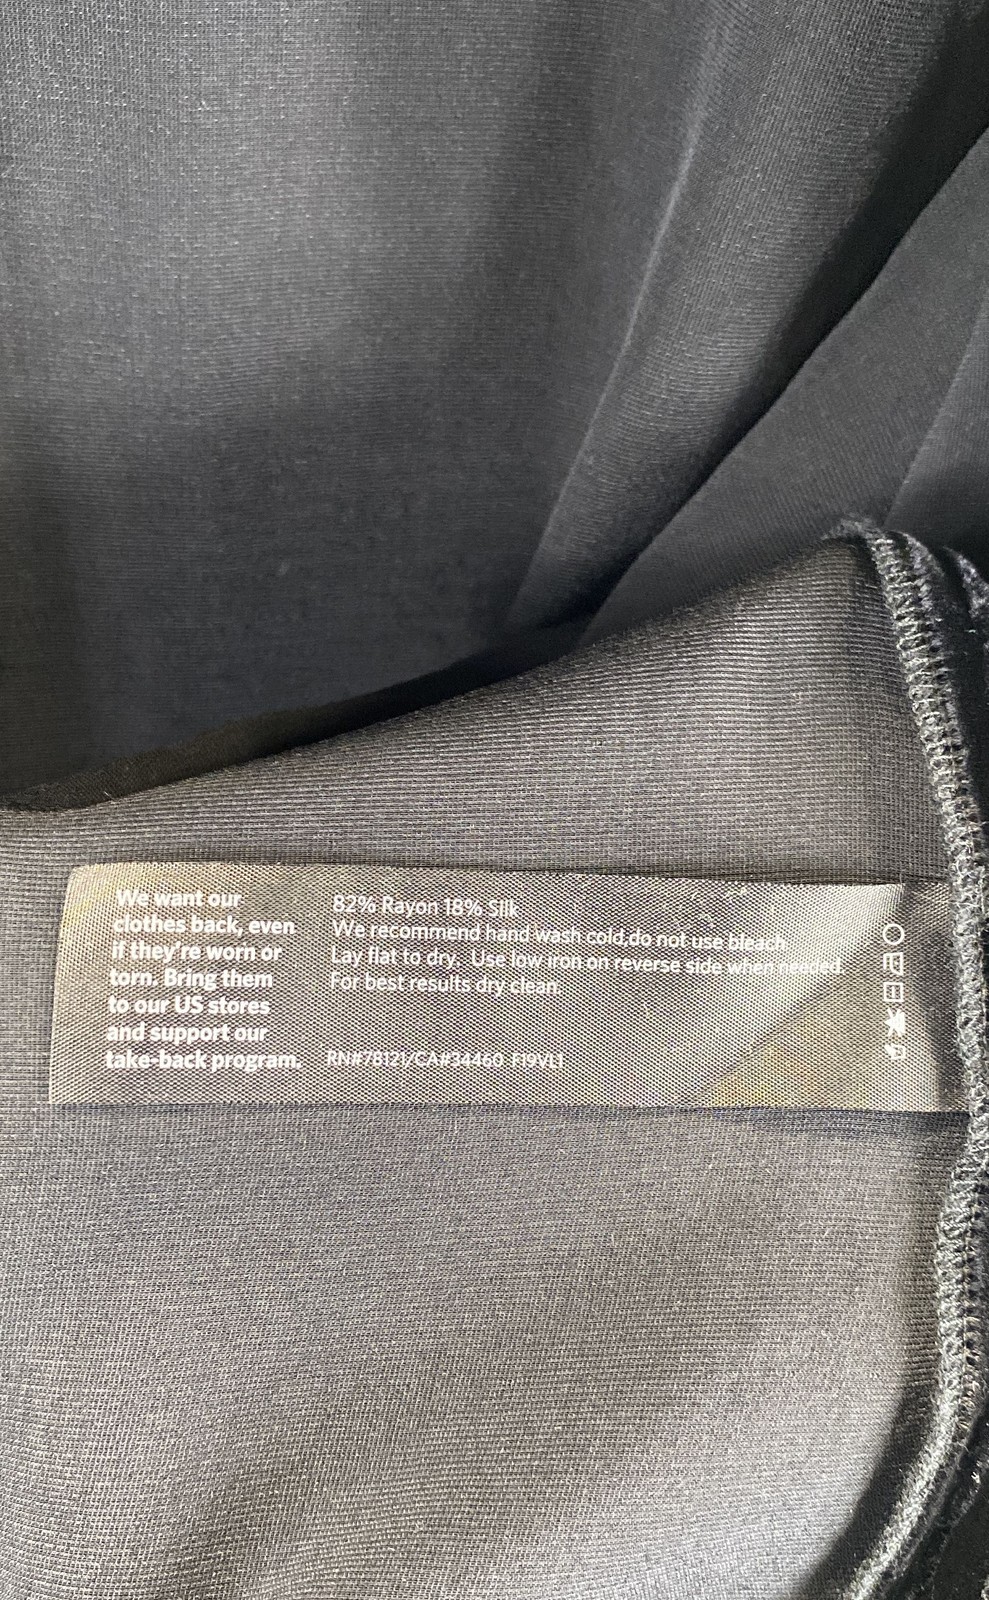 We want our
clothes back, even
if they're worn or
torn. Bring them
to our US stores
and support our
take-back program.
82% Rayon 18% Silk
We recommend hand wash cold,do not use bleach.
Lay flat to dry. Use low iron on reverse side when needed.
For best results dry clean.
RN#78121/CA#34460 F19VL1